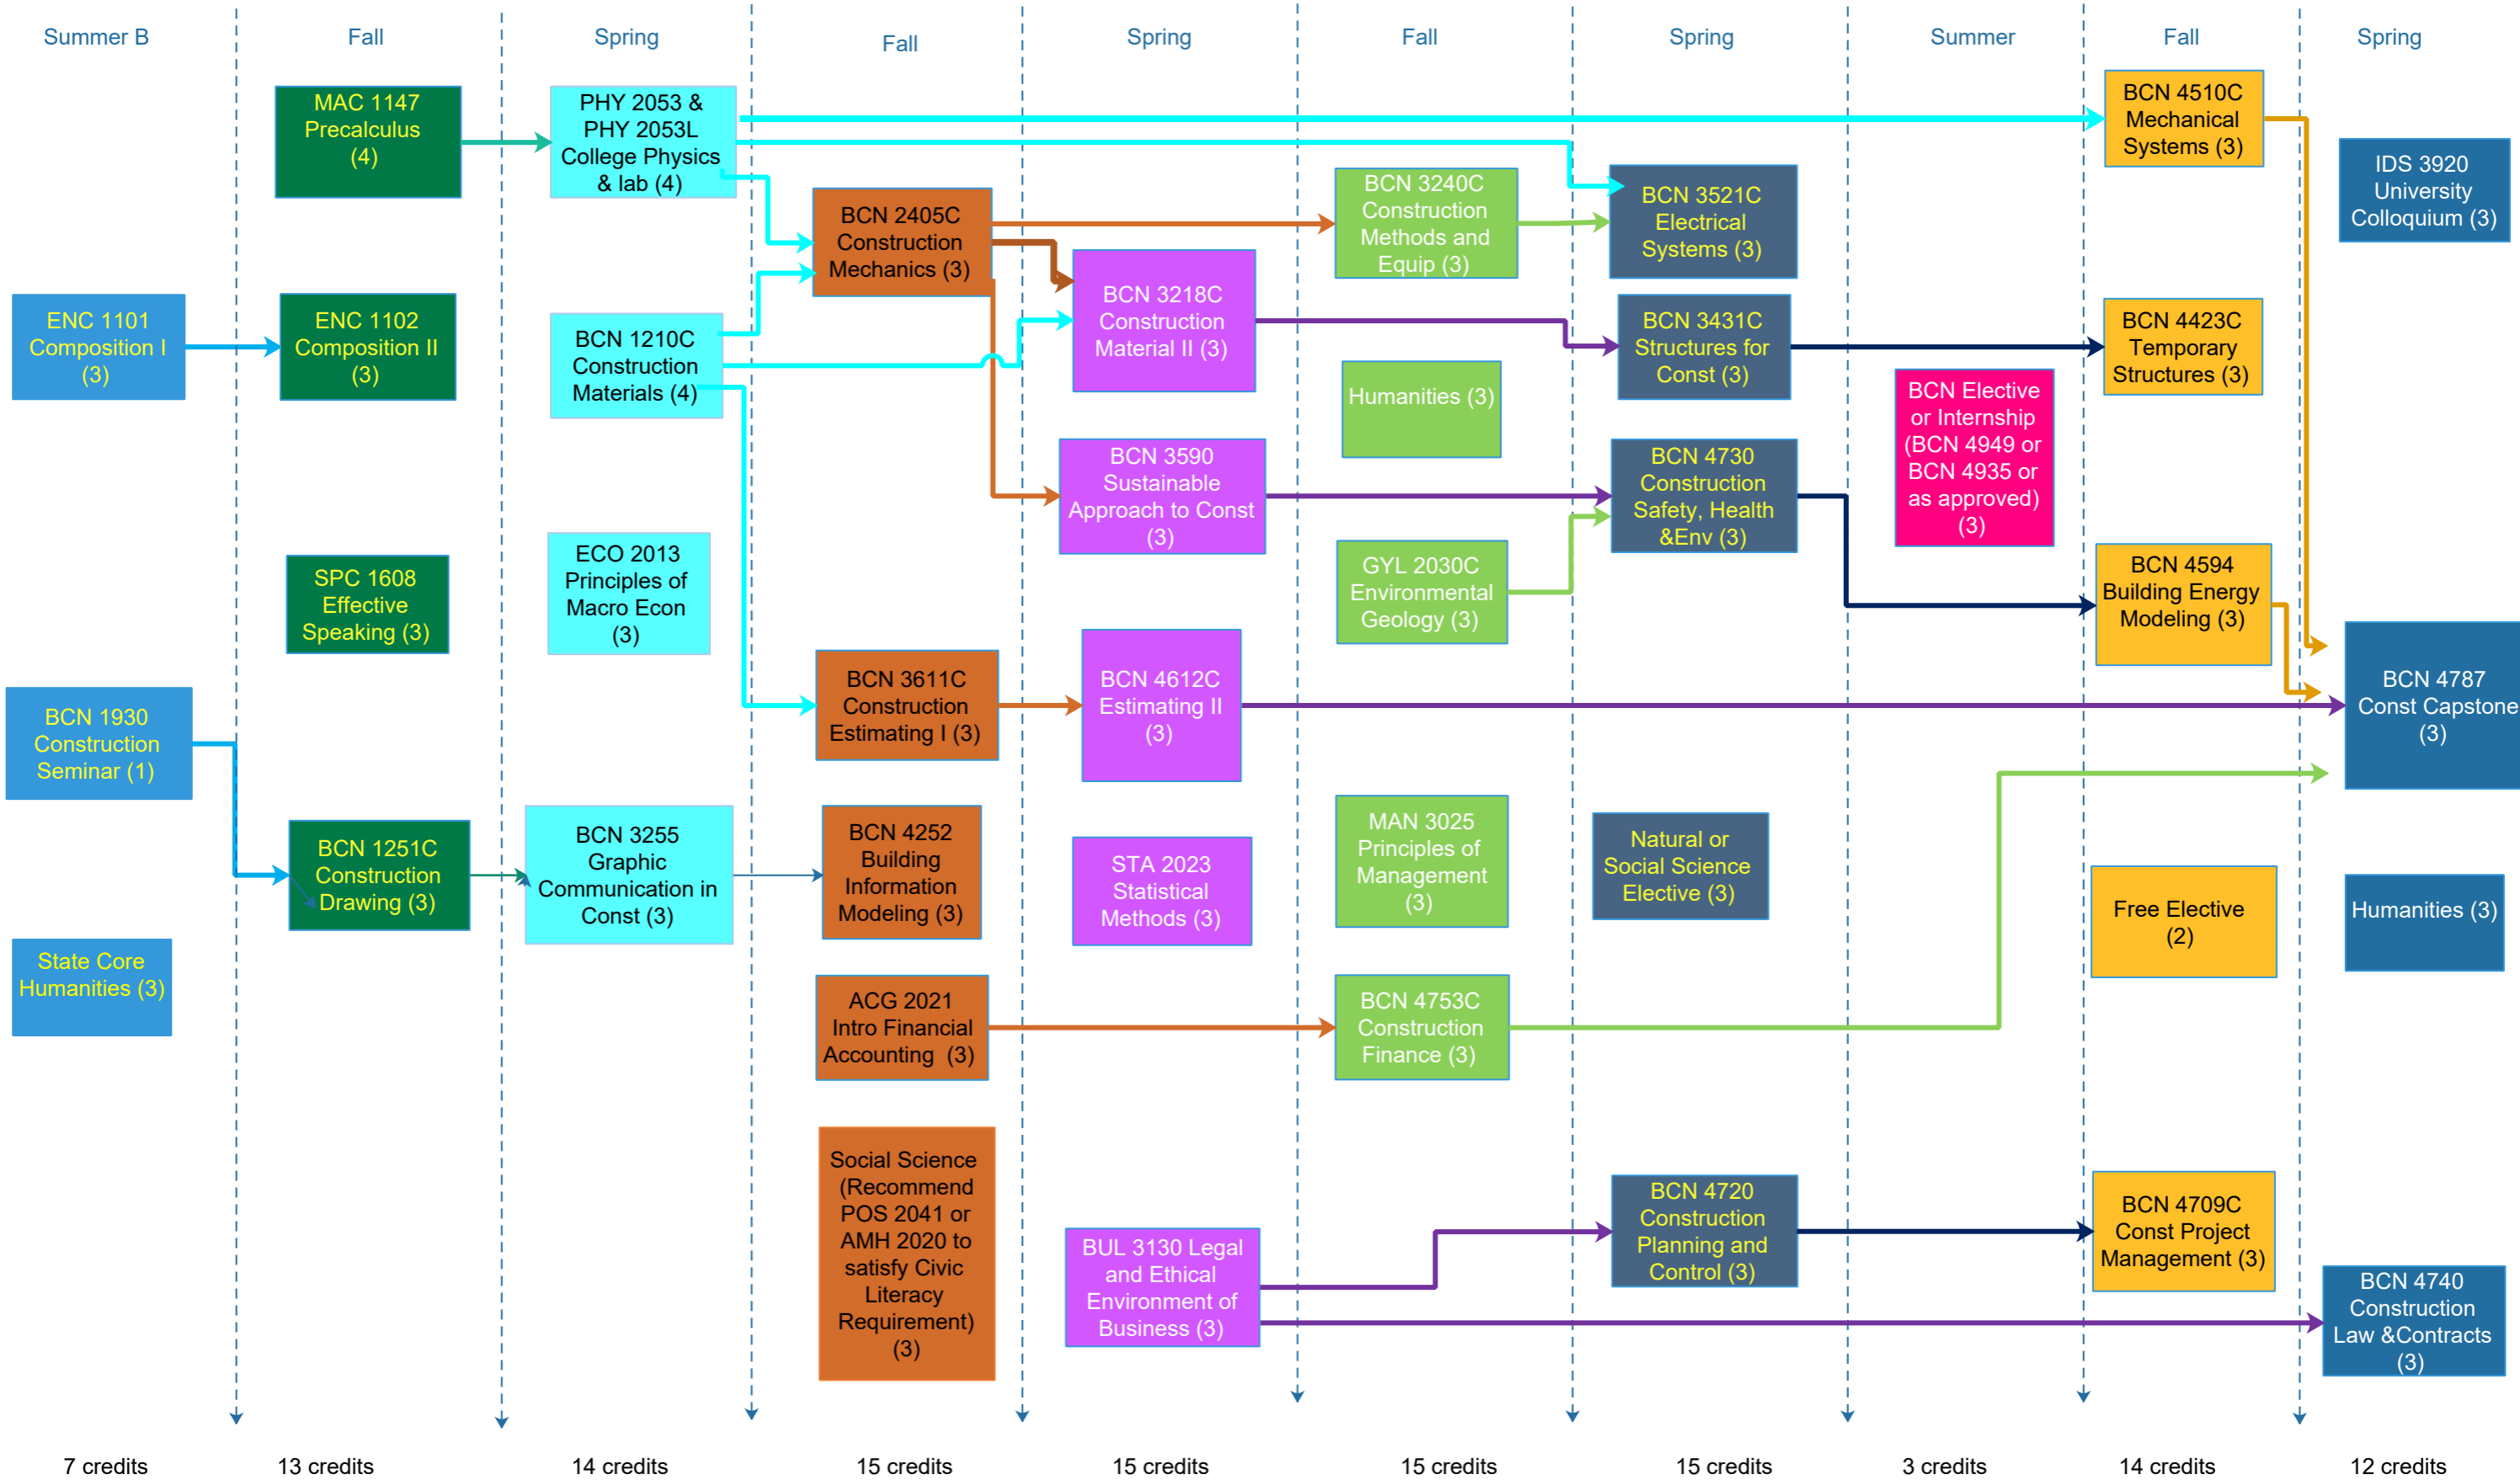 Summer B
Fall
Spring
Fall
Spring
Fall
Spring
Summer
Fall
Spring
ENC 1101
Composition I
(3)
BCN 1930
Construction
Seminar (1)
State Core
Humanities (3)
MAC 1147
Precalculus
(4)
ENC 1102
Composition II
(3)
SPC 1608
Effective
Speaking (3)
BCN 1251C
Construction
Drawing (3)
PHY 2053 &
PHY 2053L
College Physics
& lab (4)
BCN 1210C
Construction
Materials (4)
ECO 2013
Principles of
Macro Econ
(3)
BCN 3255
Graphic
Communication in
Const (3)
BCN 2405C
Construction
Mechanics (3)
BCN 3611C
Construction
Estimating I (3)
BCN 4252
Building
Information
Modeling (3)
ACG 2021
Intro Financial
Accounting (3)
Social Science
(Recommend
POS 2041 or
AMH 2020 to
satisfy Civic
Literacy
Requirement)
(3)
BCN 3218C
Construction
Material II (3)
BCN 3590
Sustainable
Approach to Const
(3)
BCN 4612C
Estimating II
(3)
STA 2023
Statistical
Methods (3)
BUL 3130 Legal
and Ethical
Environment of
Business (3)
BCN 3240C
Construction
Methods and
Equip (3)
Humanities (3)
GYL 2030C
Environmental
Geology (3)
MAN 3025
Principles of
Management
(3)
BCN 4753C
Construction
Finance (3)
BCN 3521C
Electrical
Systems (3)
BCN 3431C
Structures for
Const (3)
BCN 4730
Construction
Safety, Health
&Env (3)
Natural or
Social Science
Elective (3)
BCN 4720
Construction
Planning and
Control (3)
BCN Elective
or Internship
(BCN 4949 or
BCN 4935 or
as approved)
(3)
BCN 4510C
Mechanical
Systems (3)
BCN 4423C
Temporary
Structures (3)
BCN 4594
Building Energy
Modeling (3)
Free Elective
(2)
BCN 4709C
Const Project
Management (3)
IDS 3920
University
Colloquium (3)
BCN 4787
Const Capstone
(3)
Humanities (3)
BCN 4740
Construction
Law &Contracts
(3)
7 credits
13 credits
14 credits
15 credits
15 credits
15 credits
15 credits
3 credits
14 credits
12 credits